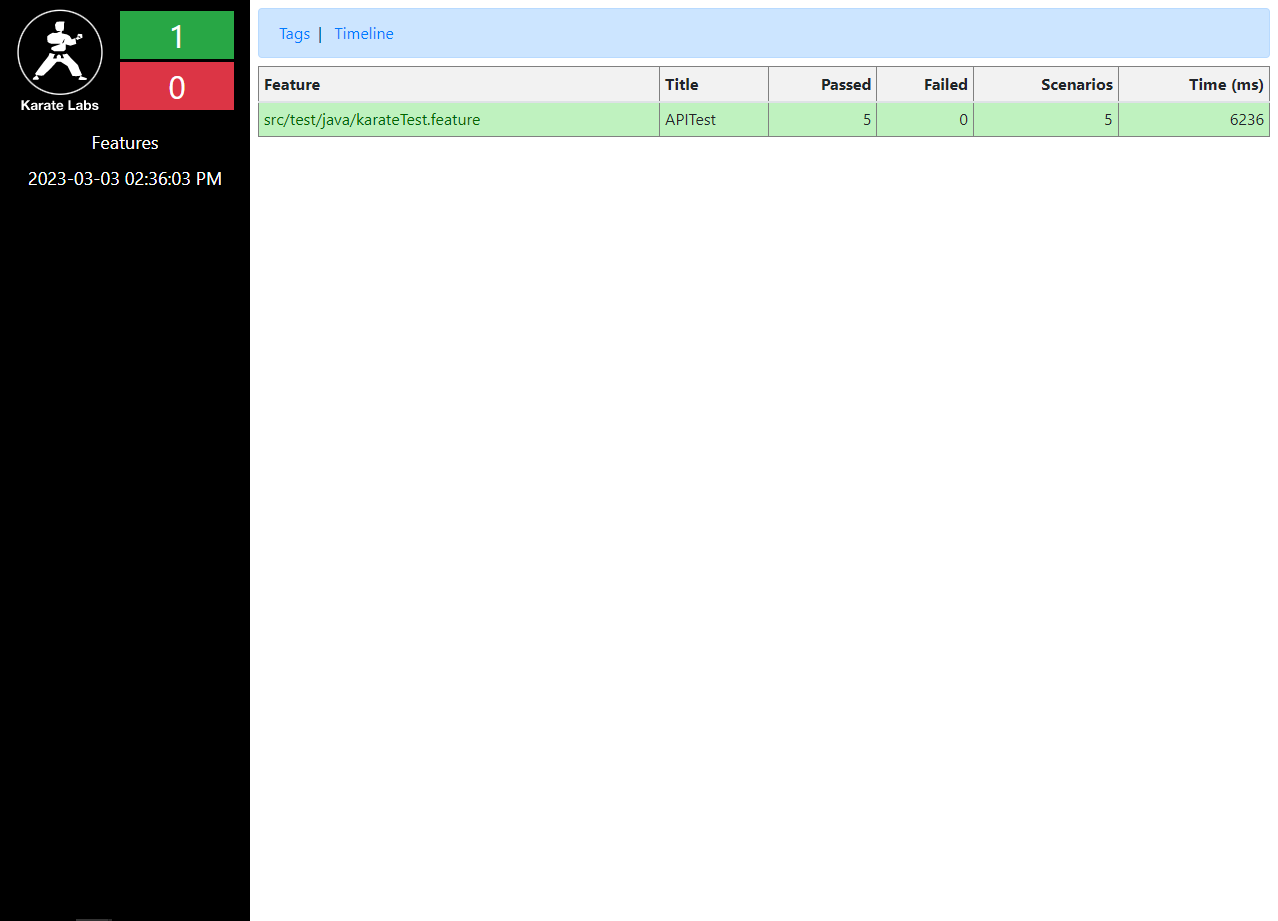 1
0
Karate Labs
Features
2023-03-03 02:36:03 PM
Tags | Timeline
Feature Title Passed Failed Scenarios Time (ms)
src/test/java/karateTest.feature APITest 5 0 5 6236